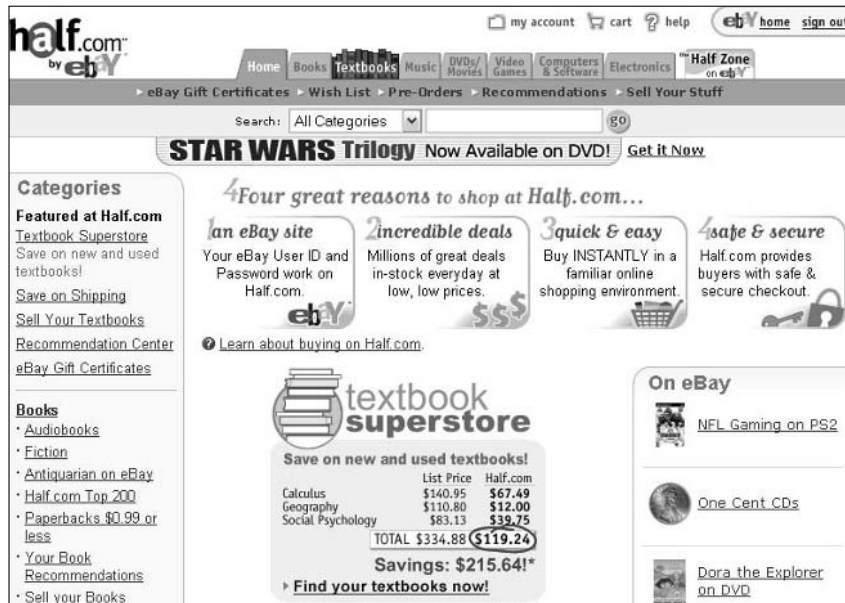 half.com™
by ebY
my account cart help ebY home sign out
Home Books Textbooks Music DVDs/ Movies Video Games Computers & Software Electronics The Half Zone on ebY
eBay Gift Certificates Wish List Pre-Orders Recommendations Sell Your Stuff
Search: All Categories go
STAR WARS Trilogy Now Available on DVD! Get it Now
Categories
Featured at Half.com
Textbook Superstore
Save on new and used
textbooks!
Save on Shipping
Sell Your Textbooks
Recommendation Center
eBay Gift Certificates
Books
· Audiobooks
· Fiction
· Antiquarian on eBay
· Half.com Top 200
· Paperbacks $0.99 or
less
· Your Book
Recommendations
· Sell your Books
4Four great reasons to shop at Half.com...
1an eBay site
Your eBay User ID and
Password work on
Half.com.
ebY
2incredible deals
Millions of great deals
in-stock everyday at
low, low prices.
$$$
3quick & easy
Buy INSTANTLY in a
familiar online
shopping environment.
4safe & secure
Half.com provides
buyers with safe &
secure checkout.
? Learn about buying on Half.com.
textbook
superstore
Save on new and used textbooks!
List Price Half.com
Calculus $140.95 $67.49
Geography $110.80 $12.00
Social Psychology $83.13 $39.75
TOTAL $334.88 $119.24
Savings: $215.64!*
Find your textbooks now!
On eBay
NFL Gaming on PS2
One Cent CDs
Dora the Explorer
on DVD